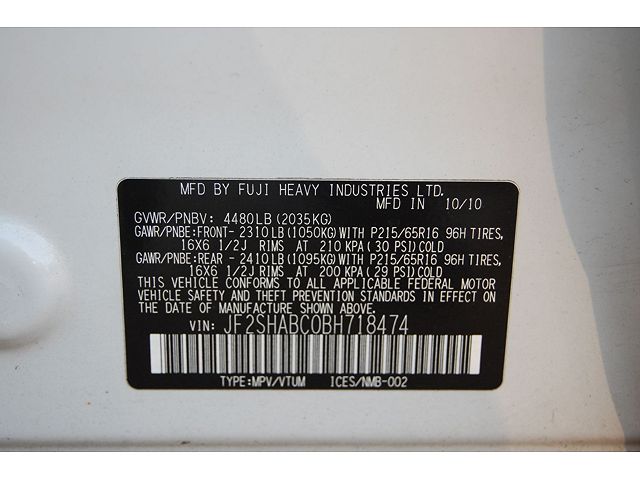 MFD BY FUJI HEAVY INDUSTRIES LTD.
MFD IN 10/10
GVWR/PNBV: 4480LB(2035KG)
GAWR/PNBE:FRONT-2310LB(1050KG)WITH P215/65R16 96H TIRES,
16X6 1/2J RIMS AT 210 KPA(30 PSI)COLD
GAWR/PNBE:REAR -2410LB(1095KG)WITH P215/65R16 96H TIRES,
16X6 1/2J RIMS AT 200 KPA(29 PSI)COLD
THIS VEHICLE CONFORMS TO ALL APPLICABLE FEDERAL MOTOR
VEHICLE SAFETY AND THEFT PREVENTION STANDARDS IN EFFECT ON
THE DATE OF MANUFACTURE SHOWN ABOVE.
VIN: JF2SHABC0BH718474
TYPE:MPV/VTUM ICES/NMB-002